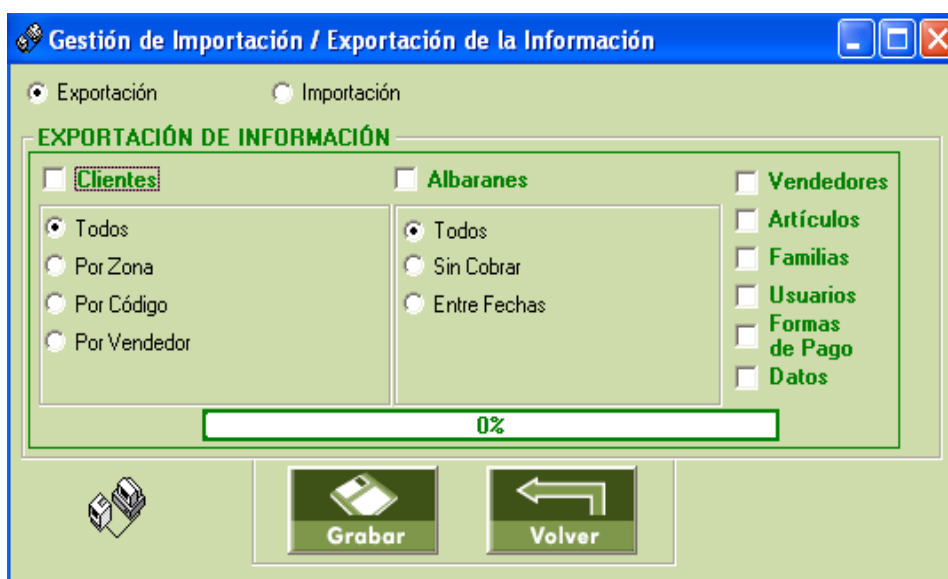 Gestión de Importación / Exportación de la Información
Exportación
Importación
EXPORTACIÓN DE INFORMACIÓN
Clientes
Todos
Por Zona
Por Código
Por Vendedor
Albaranes
Todos
Sin Cobrar
Entre Fechas
Vendedores
Artículos
Familias
Usuarios
Formas
de Pago
Datos
0%
Grabar
Volver